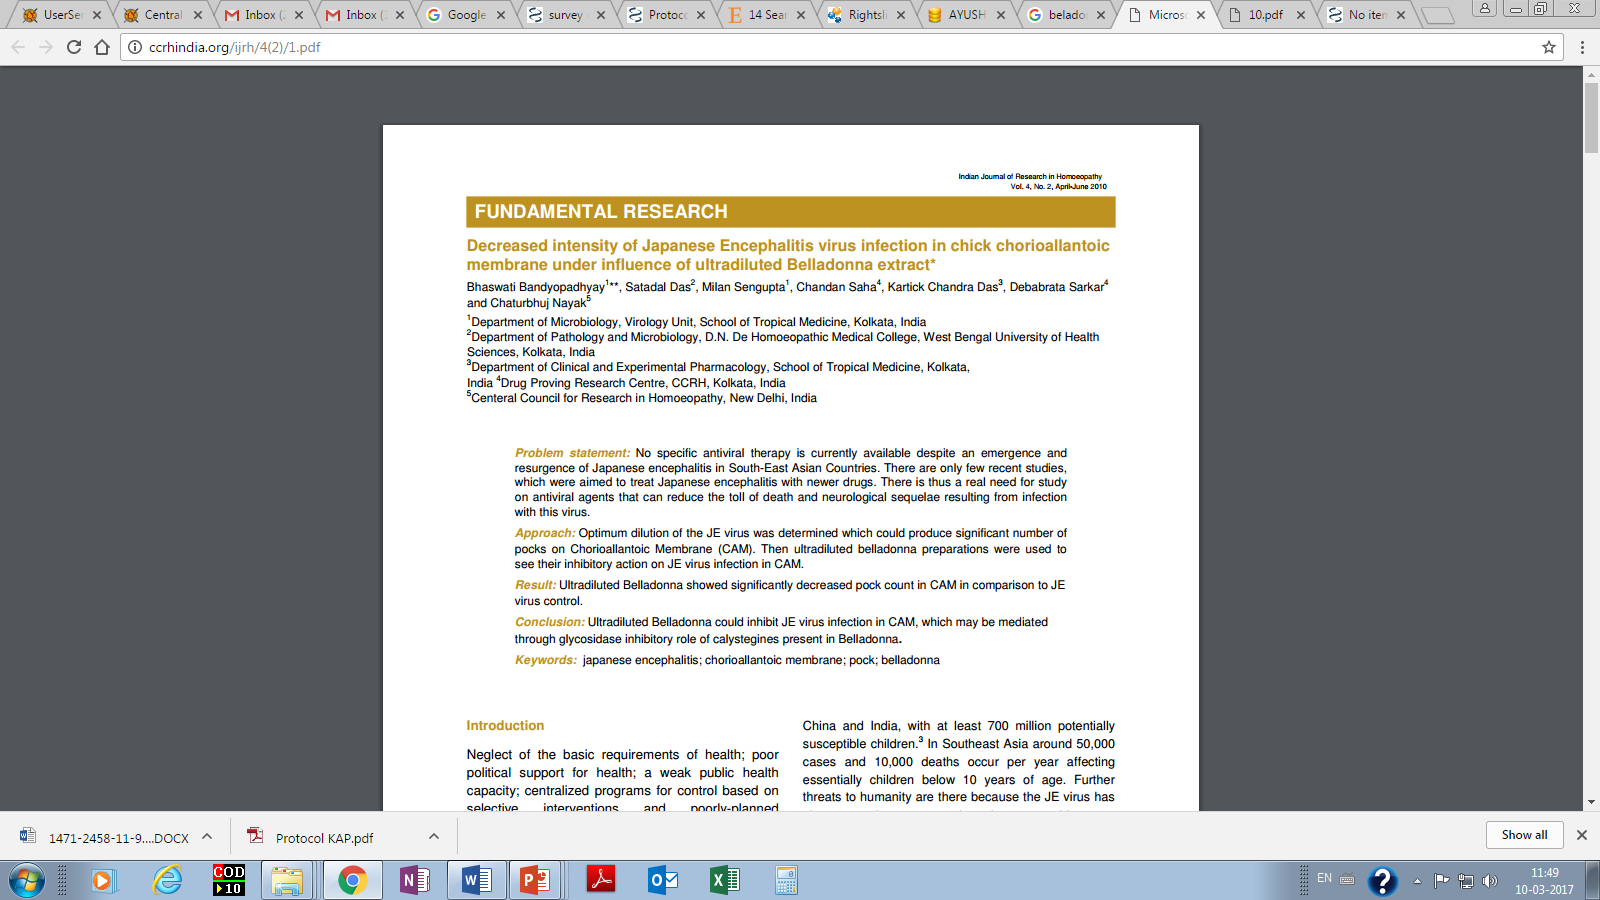 UserSe
Central
Inbox (
Inbox (
Google
survey
Protoc
14 Sea
Rightsl
AYUSH
belado
Micros
10.pdf
No iten
ccrhindia.org/ijrh/4(2)/1.pdf
Indian Journal of Research in Homoeopathy
Vol. 4, No. 2, April-June 2010
FUNDAMENTAL RESEARCH
Decreased intensity of Japanese Encephalitis virus infection in chick chorioallantoic
membrane under influence of ultradiluted Belladonna extract*
Bhaswati Bandyopadhyay1**, Satadal Das2, Milan Sengupta1, Chandan Saha4, Kartick Chandra Das3, Debabrata Sarkar4
and Chaturbhuj Nayak5
1Department of Microbiology, Virology Unit, School of Tropical Medicine, Kolkata, India
2Department of Pathology and Microbiology, D.N. De Homoeopathic Medical College, West Bengal University of Health
Sciences, Kolkata, India
3Department of Clinical and Experimental Pharmacology, School of Tropical Medicine, Kolkata,
India 4Drug Proving Research Centre, CCRH, Kolkata, India
5Centeral Council for Research in Homoeopathy, New Delhi, India
Problem statement: No specific antiviral therapy is currently available despite an emergence and
resurgence of Japanese encephalitis in South-East Asian Countries. There are only few recent studies,
which were aimed to treat Japanese encephalitis with newer drugs. There is thus a real need for study
on antiviral agents that can reduce the toll of death and neurological sequelae resulting from infection
with this virus.
Approach: Optimum dilution of the JE virus was determined which could produce significant number of
pocks on Chorioallantoic Membrane (CAM). Then ultradiluted belladonna preparations were used to
see their inhibitory action on JE virus infection in CAM.
Result: Ultradiluted Belladonna showed significantly decreased pock count in CAM in comparison to JE
virus control.
Conclusion: Ultradiluted Belladonna could inhibit JE virus infection in CAM, which may be mediated
through glycosidase inhibitory role of calystegines present in Belladonna.
Keywords: japanese encephalitis; chorioallantoic membrane; pock; belladonna
Introduction
Neglect of the basic requirements of health; poor
political support for health; a weak public health
capacity; centralized programs for control based on
selective interventions and poorly-planned
China and India, with at least 700 million potentially
susceptible children.3 In Southeast Asia around 50,000
cases and 10,000 deaths occur per year affecting
essentially children below 10 years of age. Further
threats to humanity are there because the JE virus has
1471-2458-11-9....DOCX
Protocol KAP.pdf
Show all
COD
10
EN
11:49
10-03-2017